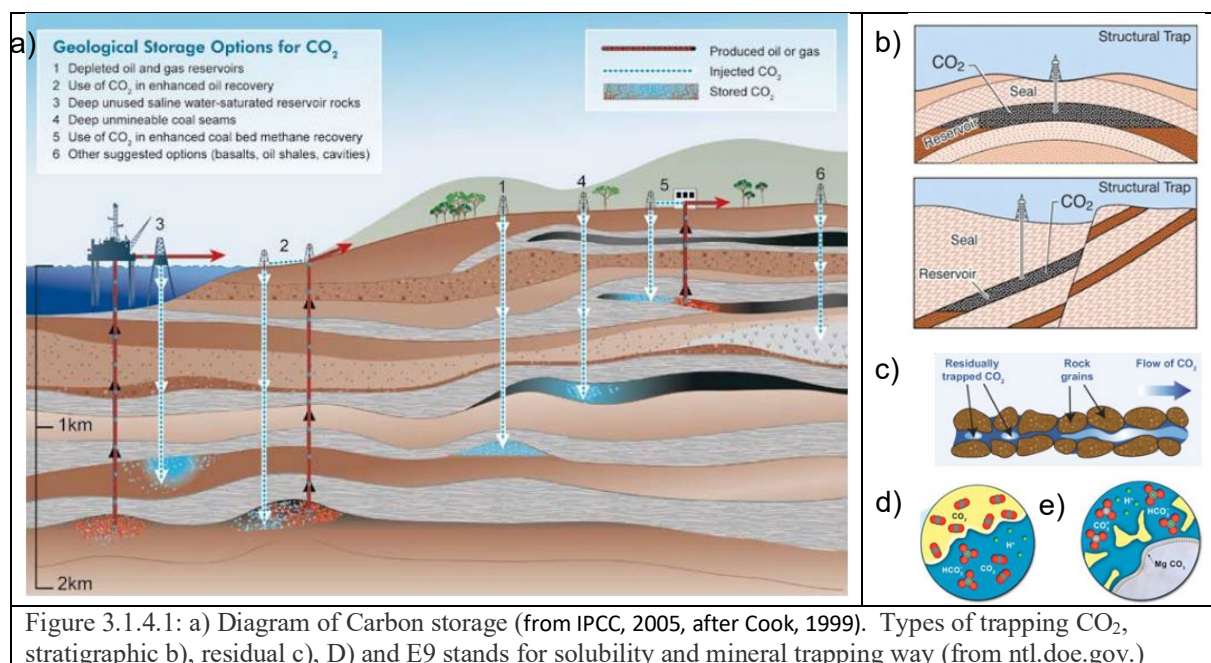 a)
Geological Storage Options for CO2
1 Depleted oil and gas reservoirs
2 Use of CO2 in enhanced oil recovery
3 Deep unused saline water-saturated reservoir rocks
4 Deep unmineable coal seams
5 Use of CO2 in enhanced coal bed methane recovery
6 Other suggested options (basalts, oil shales, cavities)
Produced oil or gas
Injected CO2
Stored CO2
3
2
1
4
5
6
1km
2km
b)
Structural Trap
CO2
Seal
Reservoir
Structural Trap
CO2
Seal
Reservoir
c)
Residually
trapped CO2
Rock
grains
Flow of CO2
d)
CO2
H+
HCO3-
CO2
e)
H+
HCO3-
Mg CO3
Figure 3.1.4.1: a) Diagram of Carbon storage (from IPCC, 2005, after Cook, 1999). Types of trapping CO2,
stratigraphic b), residual c), D) and E9 stands for solubility and mineral trapping way (from ntl.doe.gov.)